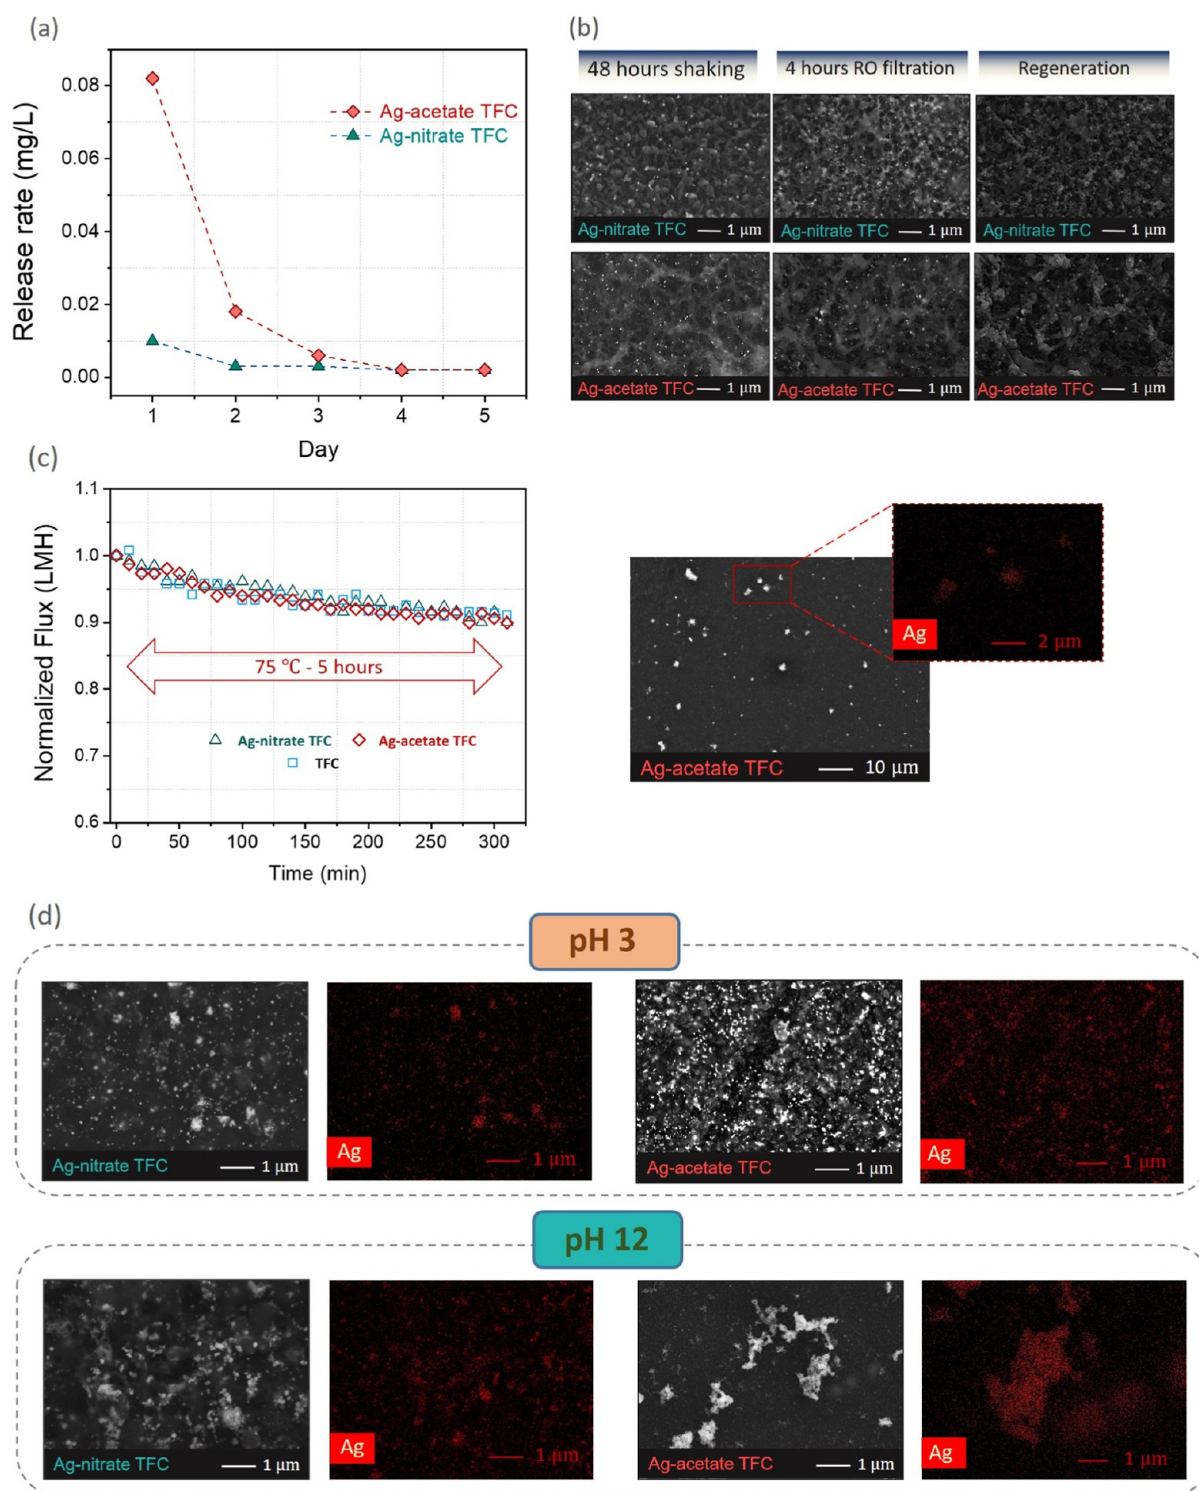 (a)
Release rate (mg/L)
0.08
0.06
0.04
0.02
0.00
Ag-acetate TFC
Ag-nitrate TFC
1 2 3 4 5
Day
(b)
48 hours shaking
4 hours RO filtration
Regeneration
Ag-nitrate TFC 1 µm
Ag-nitrate TFC 1 µm
Ag-nitrate TFC 1 µm
Ag-acetate TFC 1 µm
Ag-acetate TFC 1 µm
Ag-acetate TFC 1 µm
(c)
Normalized Flux (LMH)
1.1
1.0
0.9
0.8
0.7
0.6
75 °C - 5 hours
Ag-nitrate TFC
Ag-acetate TFC
TFC
0 50 100 150 200 250 300
Time (min)
Ag
2 µm
Ag-acetate TFC 10 µm
(d)
pH 3
Ag-nitrate TFC 1 µm
Ag
1 µm
Ag-acetate TFC 1 µm
Ag
1 µm
pH 12
Ag-nitrate TFC 1 µm
Ag
1 µm
Ag-acetate TFC 1 µm
Ag
1 µm